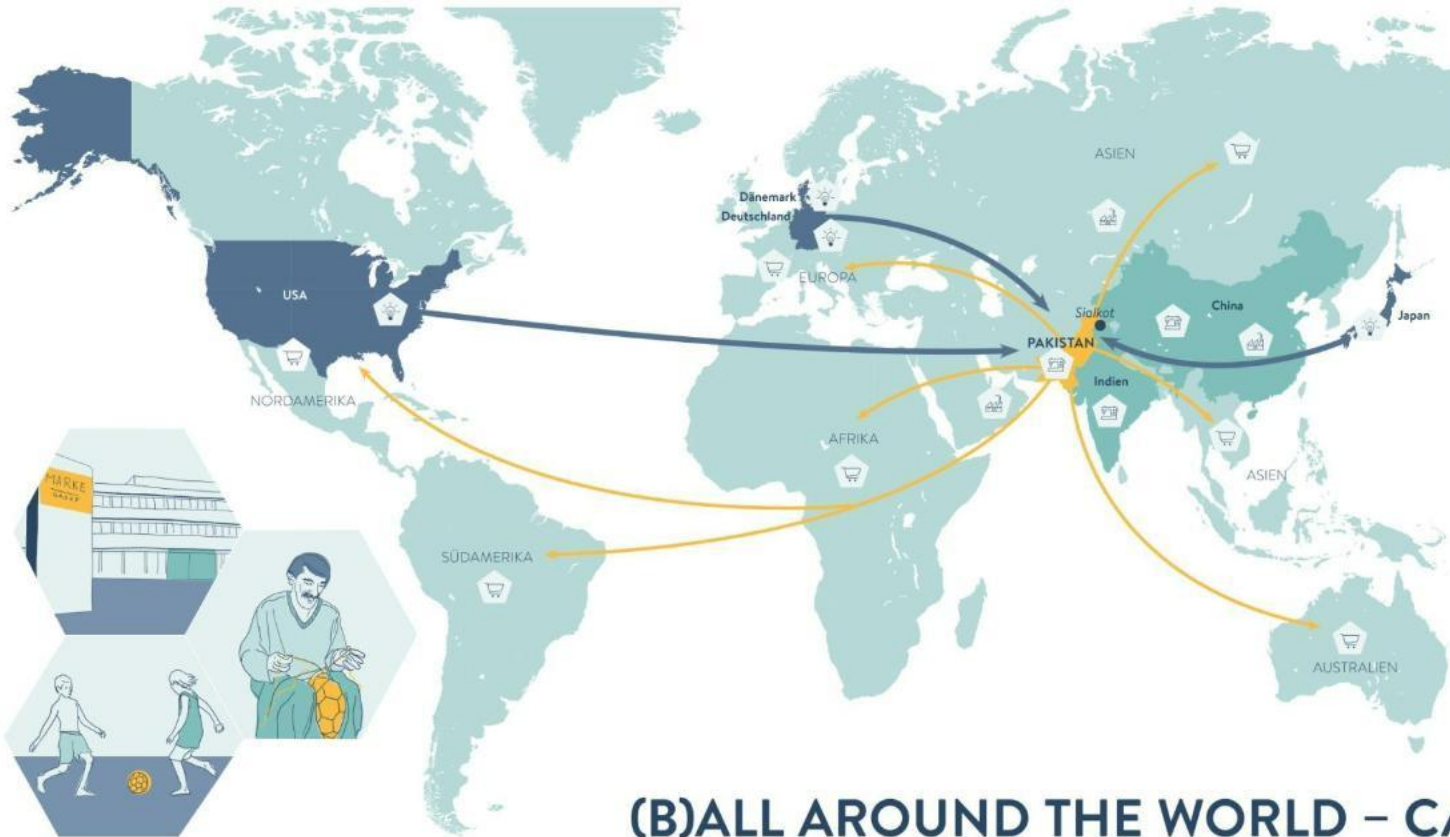 ASIEN
Dänemark
Deutschland
EUROPA
USA
Sialkot
China
Japan
PAKISTAN
Indien
NORDAMERIKA
AFRIKA
ASIEN
MARKE
SÜDAMERIKA
AUSTRALIEN
(B)ALL AROUND THE WORLD – CA